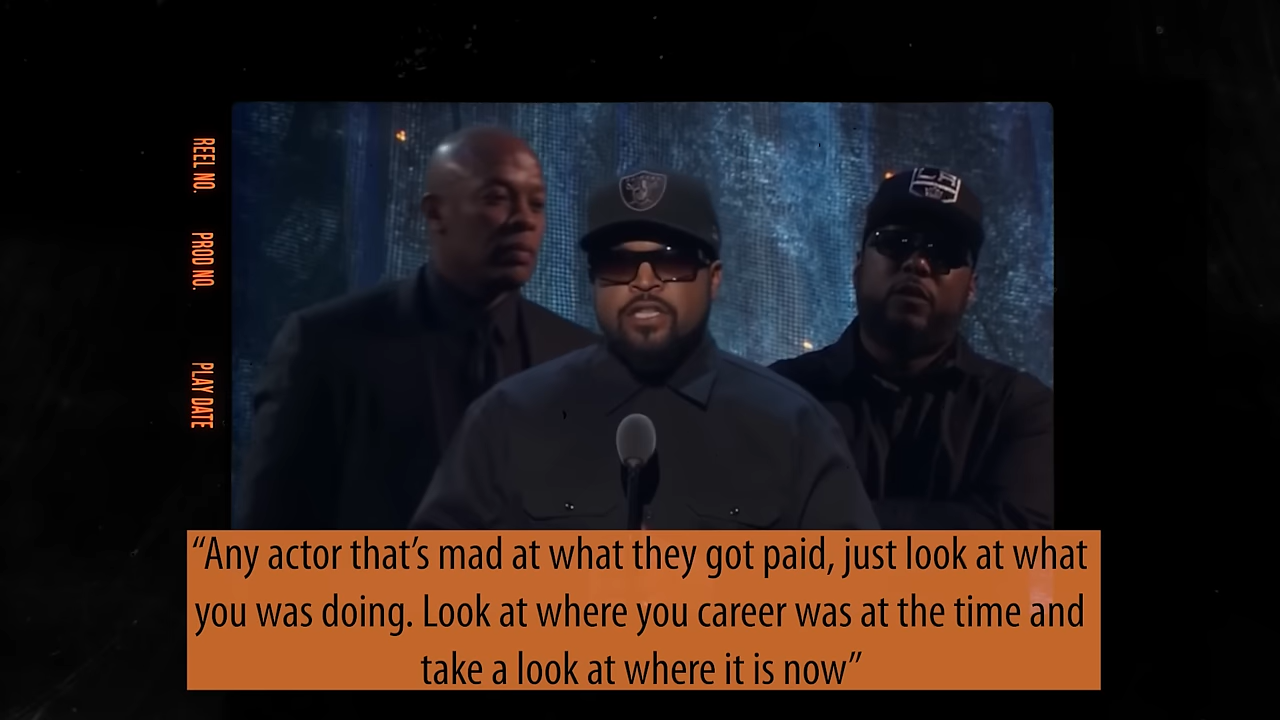 REEL NO.
PROD NO.
PLAY DATE
“Any actor that’s mad at what they got paid, just look at what
you was doing. Look at where you career was at the time and
take a look at where it is now”